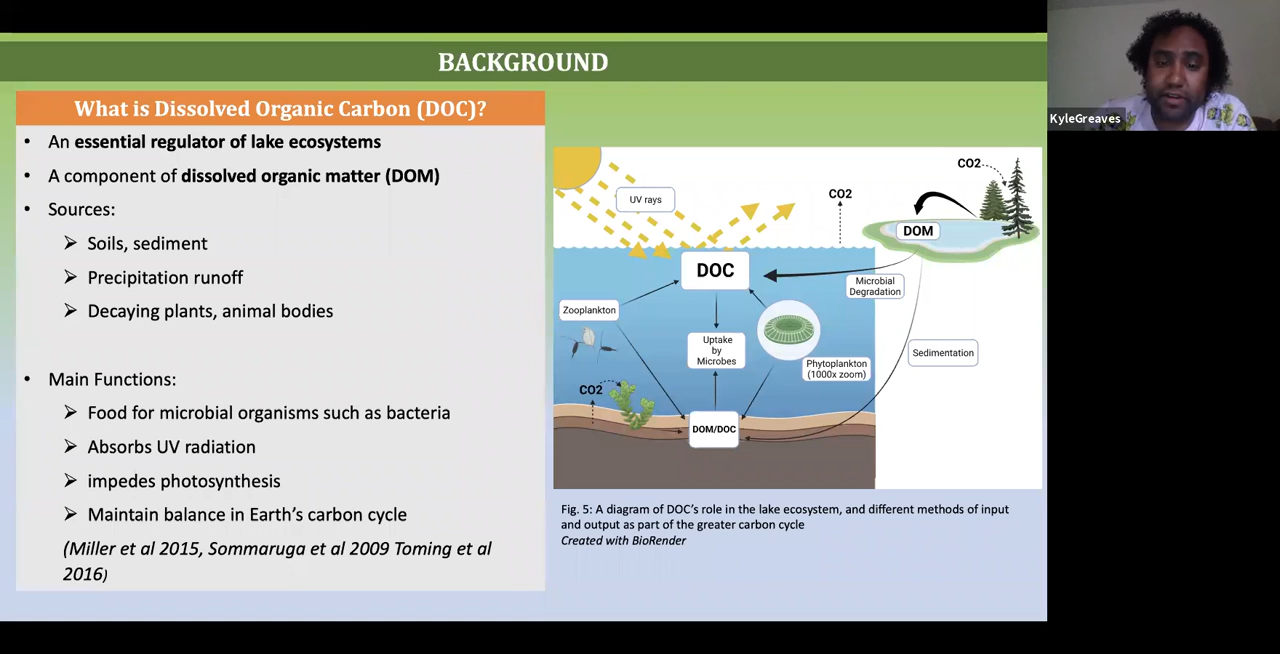 BACKGROUND
What is Dissolved Organic Carbon (DOC)?
• An essential regulator of lake ecosystems
• A component of dissolved organic matter (DOM)
• Sources:
➢ Soils, sediment
➢ Precipitation runoff
➢ Decaying plants, animal bodies
• Main Functions:
➢ Food for microbial organisms such as bacteria
➢ Absorbs UV radiation
➢ impedes photosynthesis
➢ Maintain balance in Earth's carbon cycle
(Miller et al 2015, Sommaruga et al 2009 Toming et al
2016)
UV rays
CO2
CO2
DOM
DOC
Microbial
Degradation
Zooplankton
Uptake
by
Microbes
Phytoplankton
(1000x zoom)
Sedimentation
CO2
DOM/DOC
Fig. 5: A diagram of DOC's role in the lake ecosystem, and different methods of input
and output as part of the greater carbon cycle
Created with BioRender
KyleGreaves